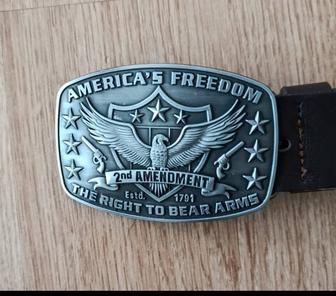 AMERICA'S FREEDOM
2nd AMENDMENT
Estd. 1791
THE RIGHT TO BEAR ARMS